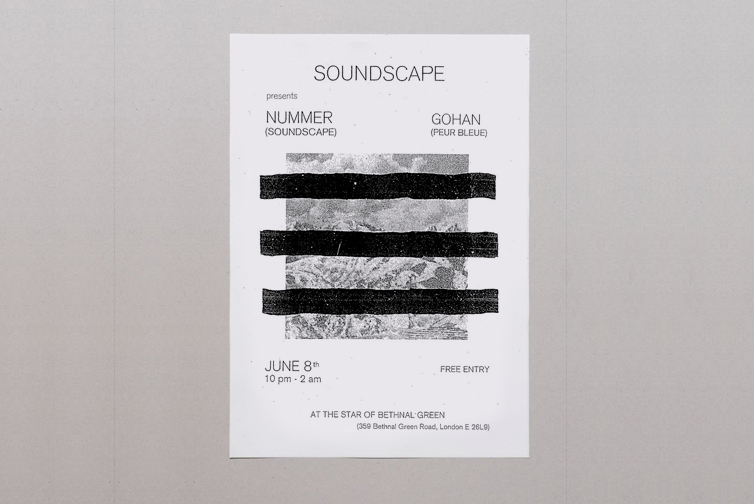 SOUNDSCAPE
presents
NUMMER
(SOUNDSCAPE)
GOHAN
(PEUR BLEUE)
JUNE 8th
10 pm - 2 am
FREE ENTRY
AT THE STAR OF BETHNAL GREEN
(359 Bethnal Green Road, London E 26L9)